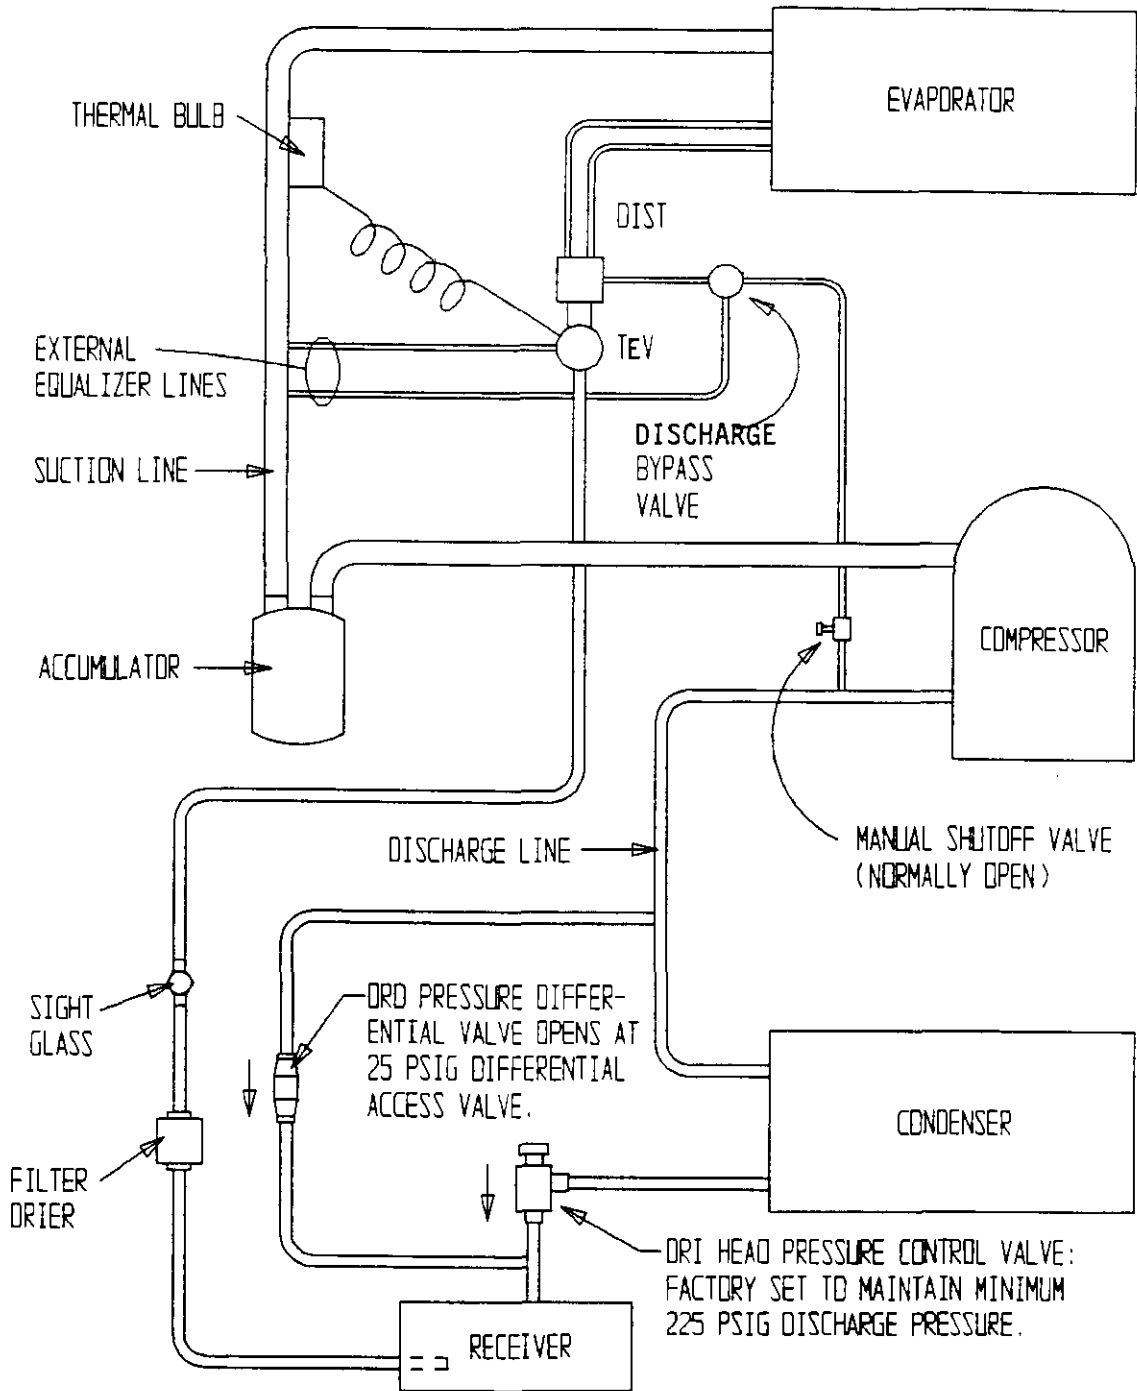 EVAPORATOR
THERMAL BULB
DIST
EXTERNAL
EQUALIZER LINES
TEV
DISCHARGE
BYPASS
VALVE
SUCTION LINE
COMPRESSOR
ACCUMULATOR
MANUAL SHUTOFF VALVE
(NORMALLY OPEN)
DISCHARGE LINE
SIGHT
GLASS
ORD PRESSURE DIFFER-
ENTIAL VALVE OPENS AT
25 PSIG DIFFERENTIAL
ACCESS VALVE.
CONDENSER
FILTER
DRIER
ORI HEAD PRESSURE CONTROL VALVE:
FACTORY SET TO MAINTAIN MINIMUM
225 PSIG DISCHARGE PRESSURE.
RECEIVER